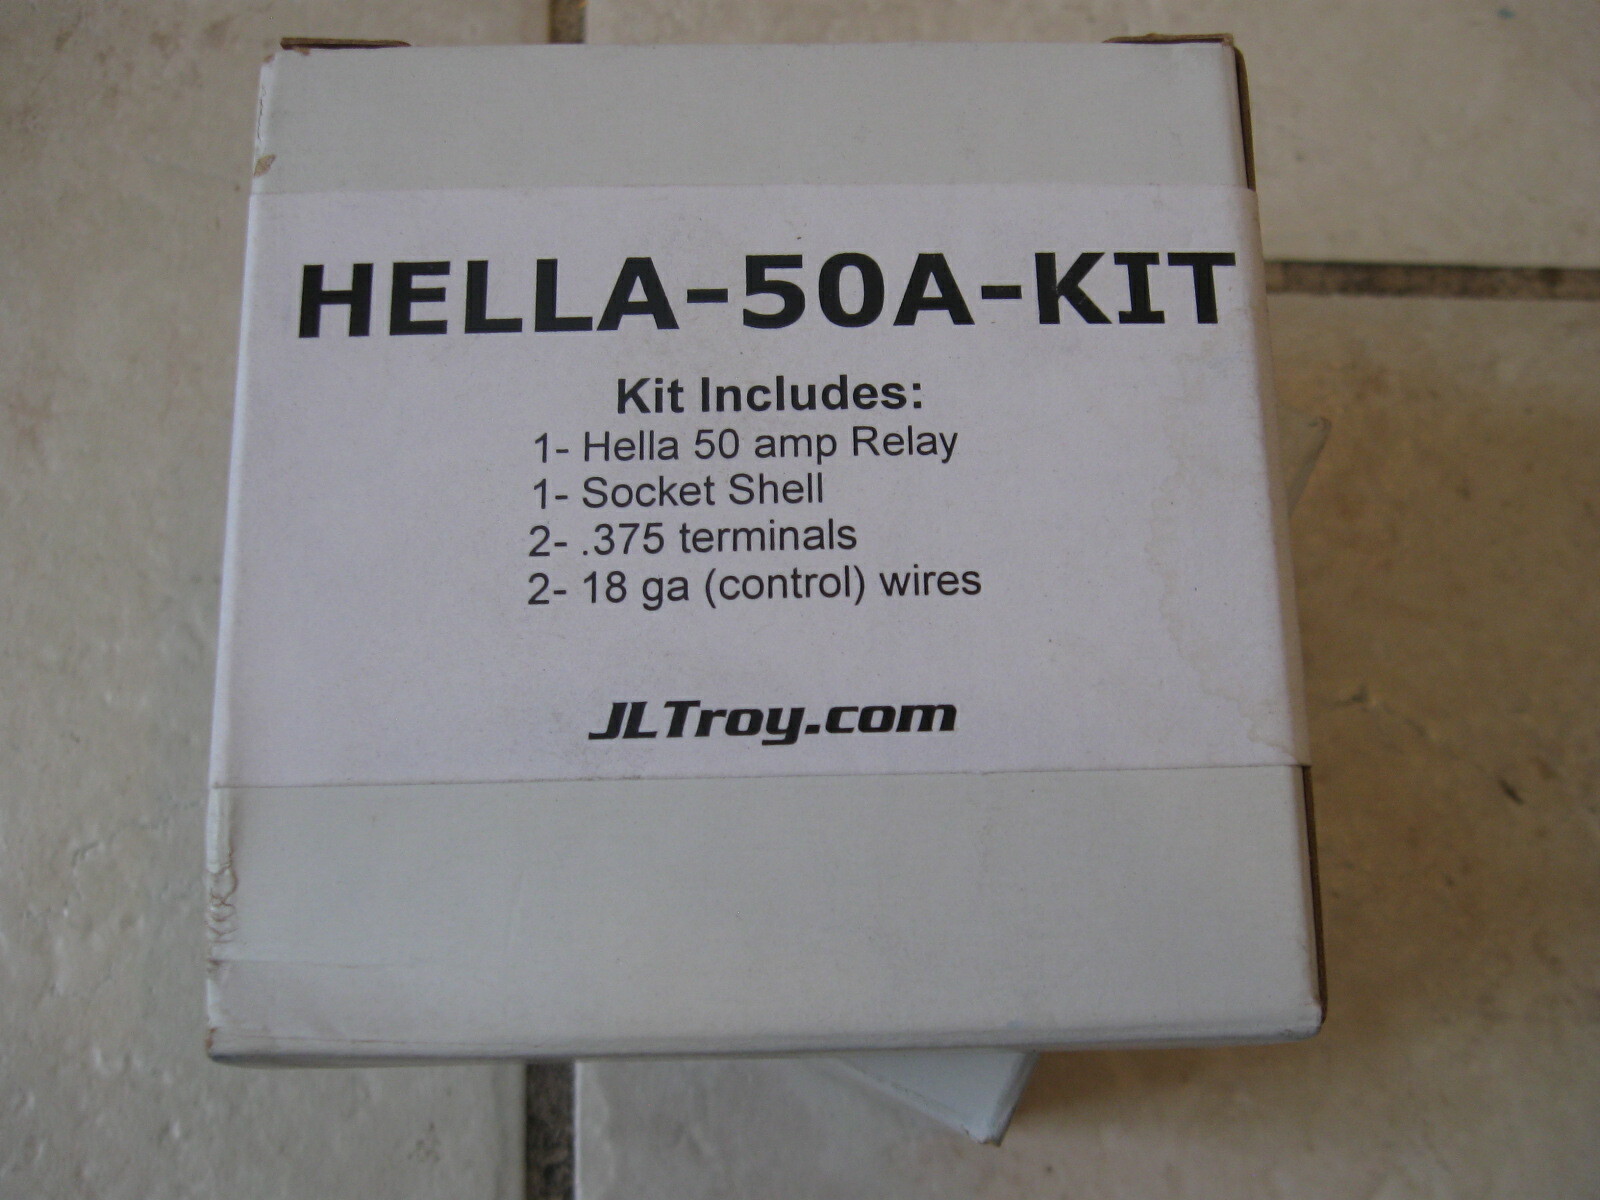 HELLA-50A-KIT
Kit Includes:
1- Hella 50 amp Relay
1- Socket Shell
2- .375 terminals
2- 18 ga (control) wires
JLTroy.com